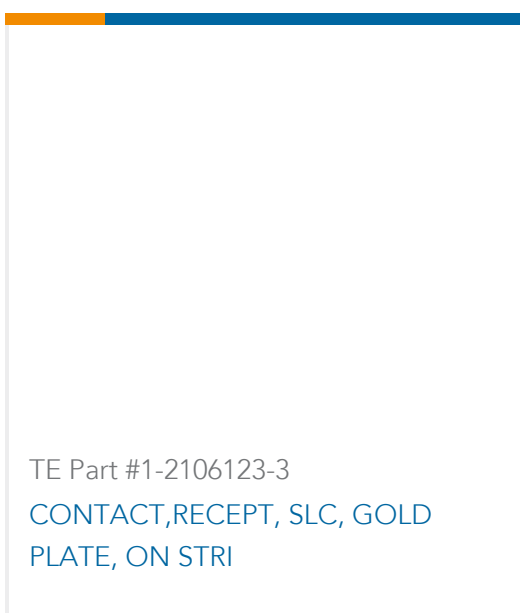 TE Part #1-2106123-3
CONTACT,RECEPT, SLC, GOLD
PLATE, ON STRI